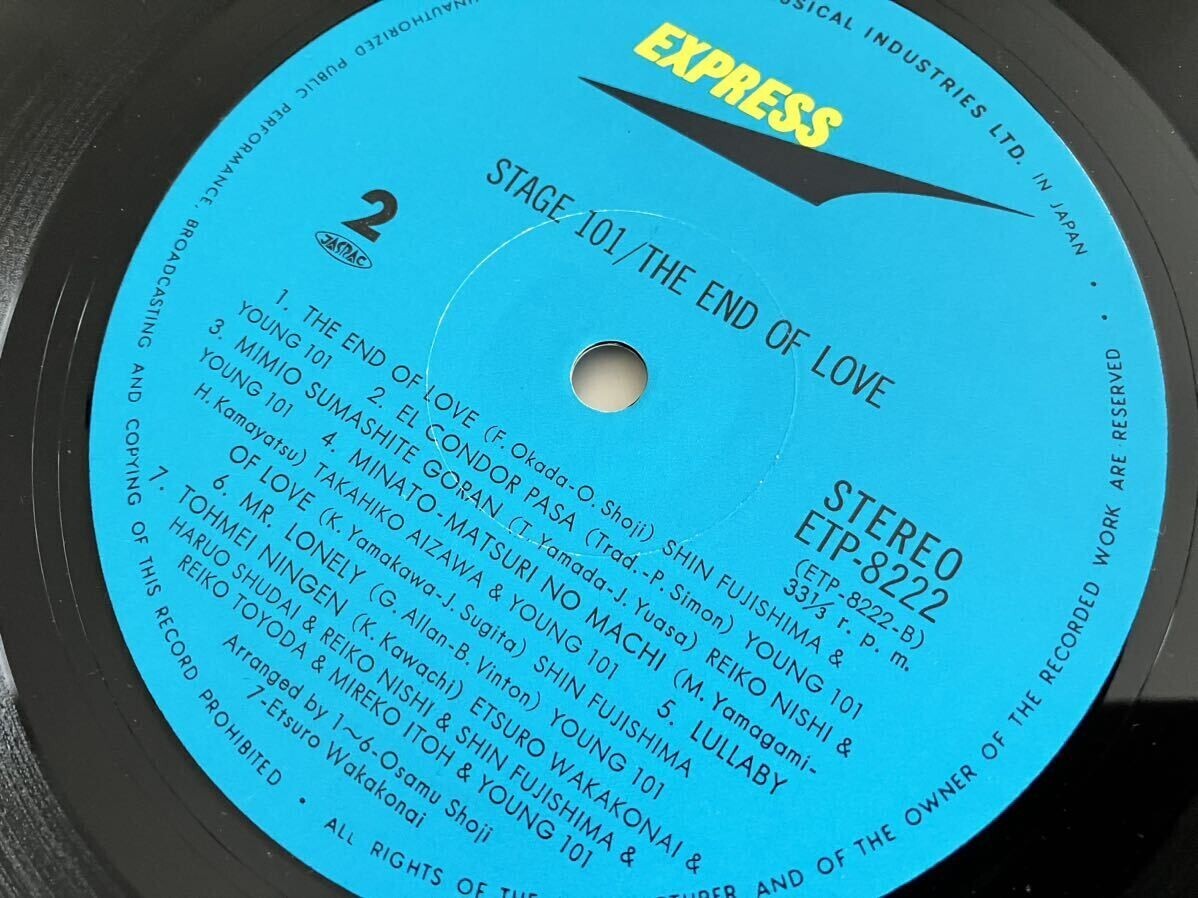 EXPRESS
STAGE 101/THE END OF LOVE
2
JASRAC
STEREO
ETP-8222
(ETP-8222-B)
33 1/3 r. p. m.
1. THE END OF LOVE (F. Okada-O. Shoji) SHIN FUJISHIMA &
YOUNG 101 2. EL CONDOR PASA (Trad.-P. Simon) YOUNG 101
3. MIMIO SUMASHITE GORAN (T. Yamada-J. Yuasa) REIKO NISHI &
YOUNG 101 4. MINATO-MATSURI NO MACHI (M. Yamagami-
H. Kamayatsu) TAKAHIKO AIZAWA & YOUNG 101 5. LULLABY
OF LOVE (K. Yamakawa-J. Sugita) SHIN FUJISHIMA
6. MR. LONELY (G. Allan-B. Vinton) YOUNG 101
7. TOHMEI NINGEN (K. Kawachi) ETSURO WAKAKONAI &
HARUO SHUDAI & REIKO NISHI & SHIN FUJISHIMA &
REIKO TOYODA & MIREKO ITOH & YOUNG 101
Arranged by 1~6-Osamu Shoji
7-Etsuro Wakakonai
USICAL INDUSTRIES LTD. IN JAPAN • ALL RIGHTS OF THE TURER AND OF THE OWNER OF THE RECORDED WORK ARE RESERVED • UNAUTHORIZED PUBLIC PERFORMANCE, BROADCASTING AND COPYING OF THIS RECORD PROHIBITED •